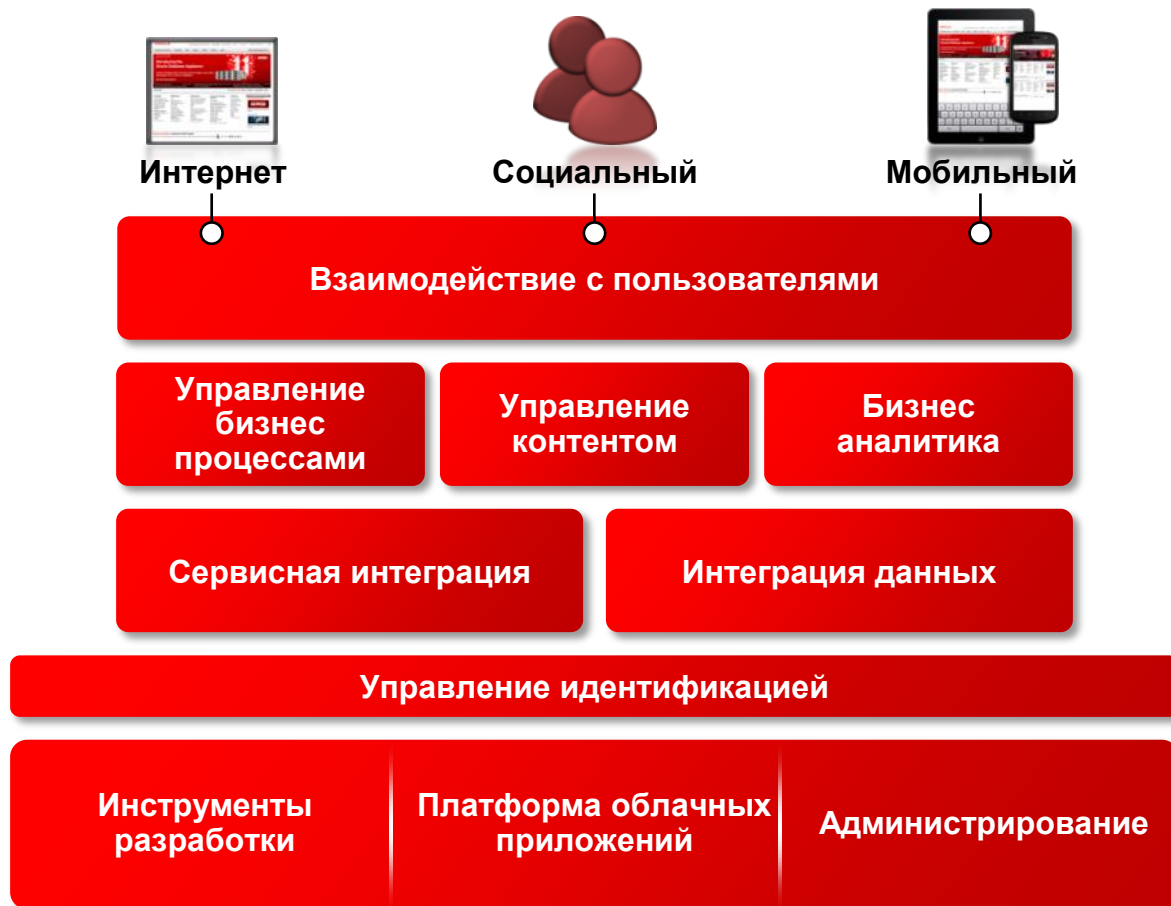 Интернет
Социальный
Мобильный
Взаимодействие с пользователями
Управление
бизнес
процессами
Управление
контентом
Бизнес
аналитика
Сервисная интеграция
Интеграция данных
Управление идентификацией
Инструменты
разработки
Платформа облачных
приложений
Администрирование